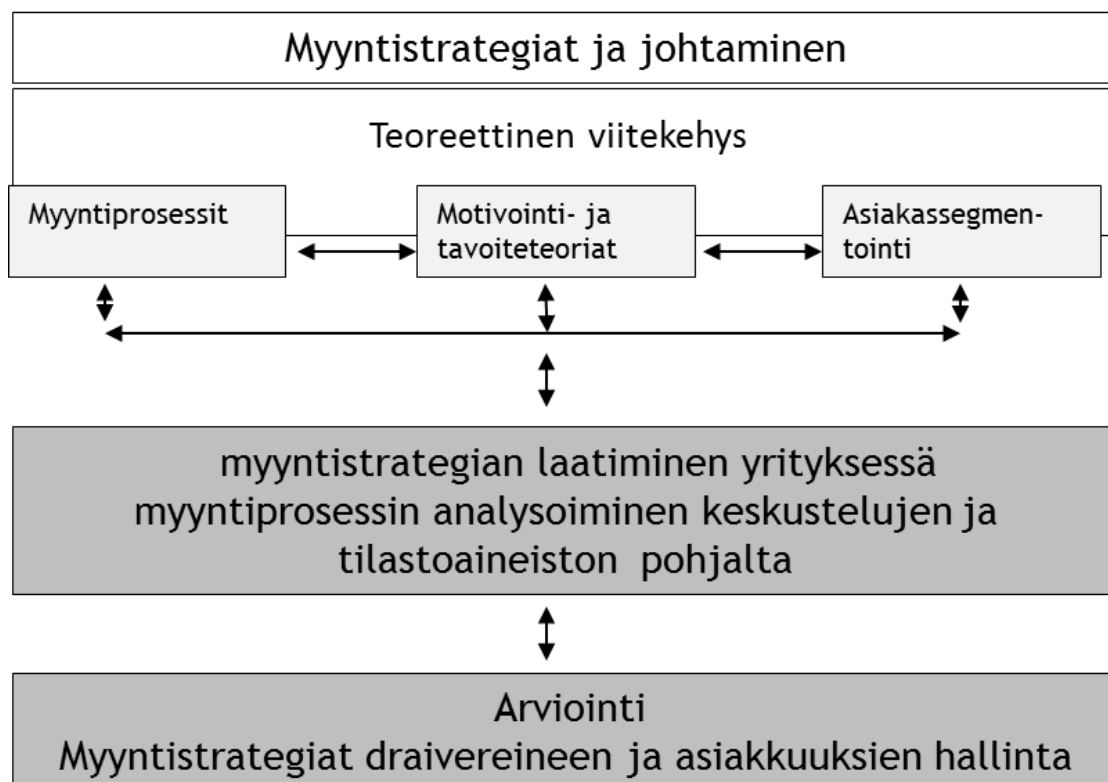 Myyntistrategiat ja johtaminen
Teoreettinen viitekehys
Myyntiprosessit
Motivointi- ja
tavoiteteoriat
Asiakassegmen-
tointi
myyntistrategian laatiminen yrityksessä
myyntiprosessin analysoiminen keskustelujen ja
tilastoaineiston pohjalta
Arviointi
Myyntistrategiat draivereineen ja asiakkuuksien hallinta